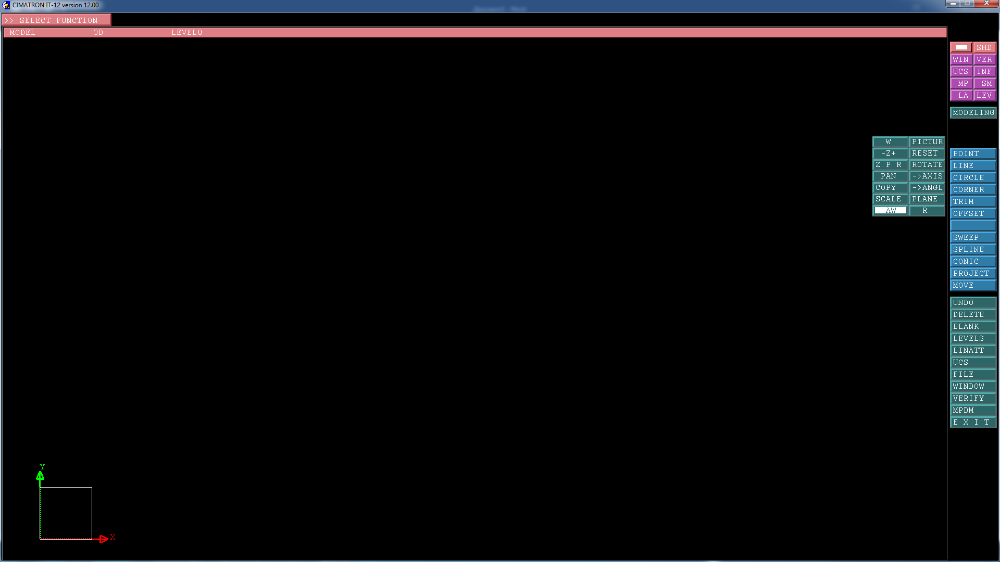 CIMATRON IT-12 version 12.00
>> SELECT FUNCTION
MODEL 3D LEVEL0
SHD
WIN VER
UCS INF
MP SM
LA LEV
MODELING
W PICTUR
-Z+ RESET
Z P R ROTATE
PAN ->AXIS
COPY ->ANGL
SCALE PLANE
AW R
POINT
LINE
CIRCLE
CORNER
TRIM
OFFSET
SWEEP
SPLINE
CONIC
PROJECT
MOVE
UNDO
DELETE
BLANK
LEVELS
LINATT
UCS
FILE
WINDOW
VERIFY
MPDM
E X I T
Y
X